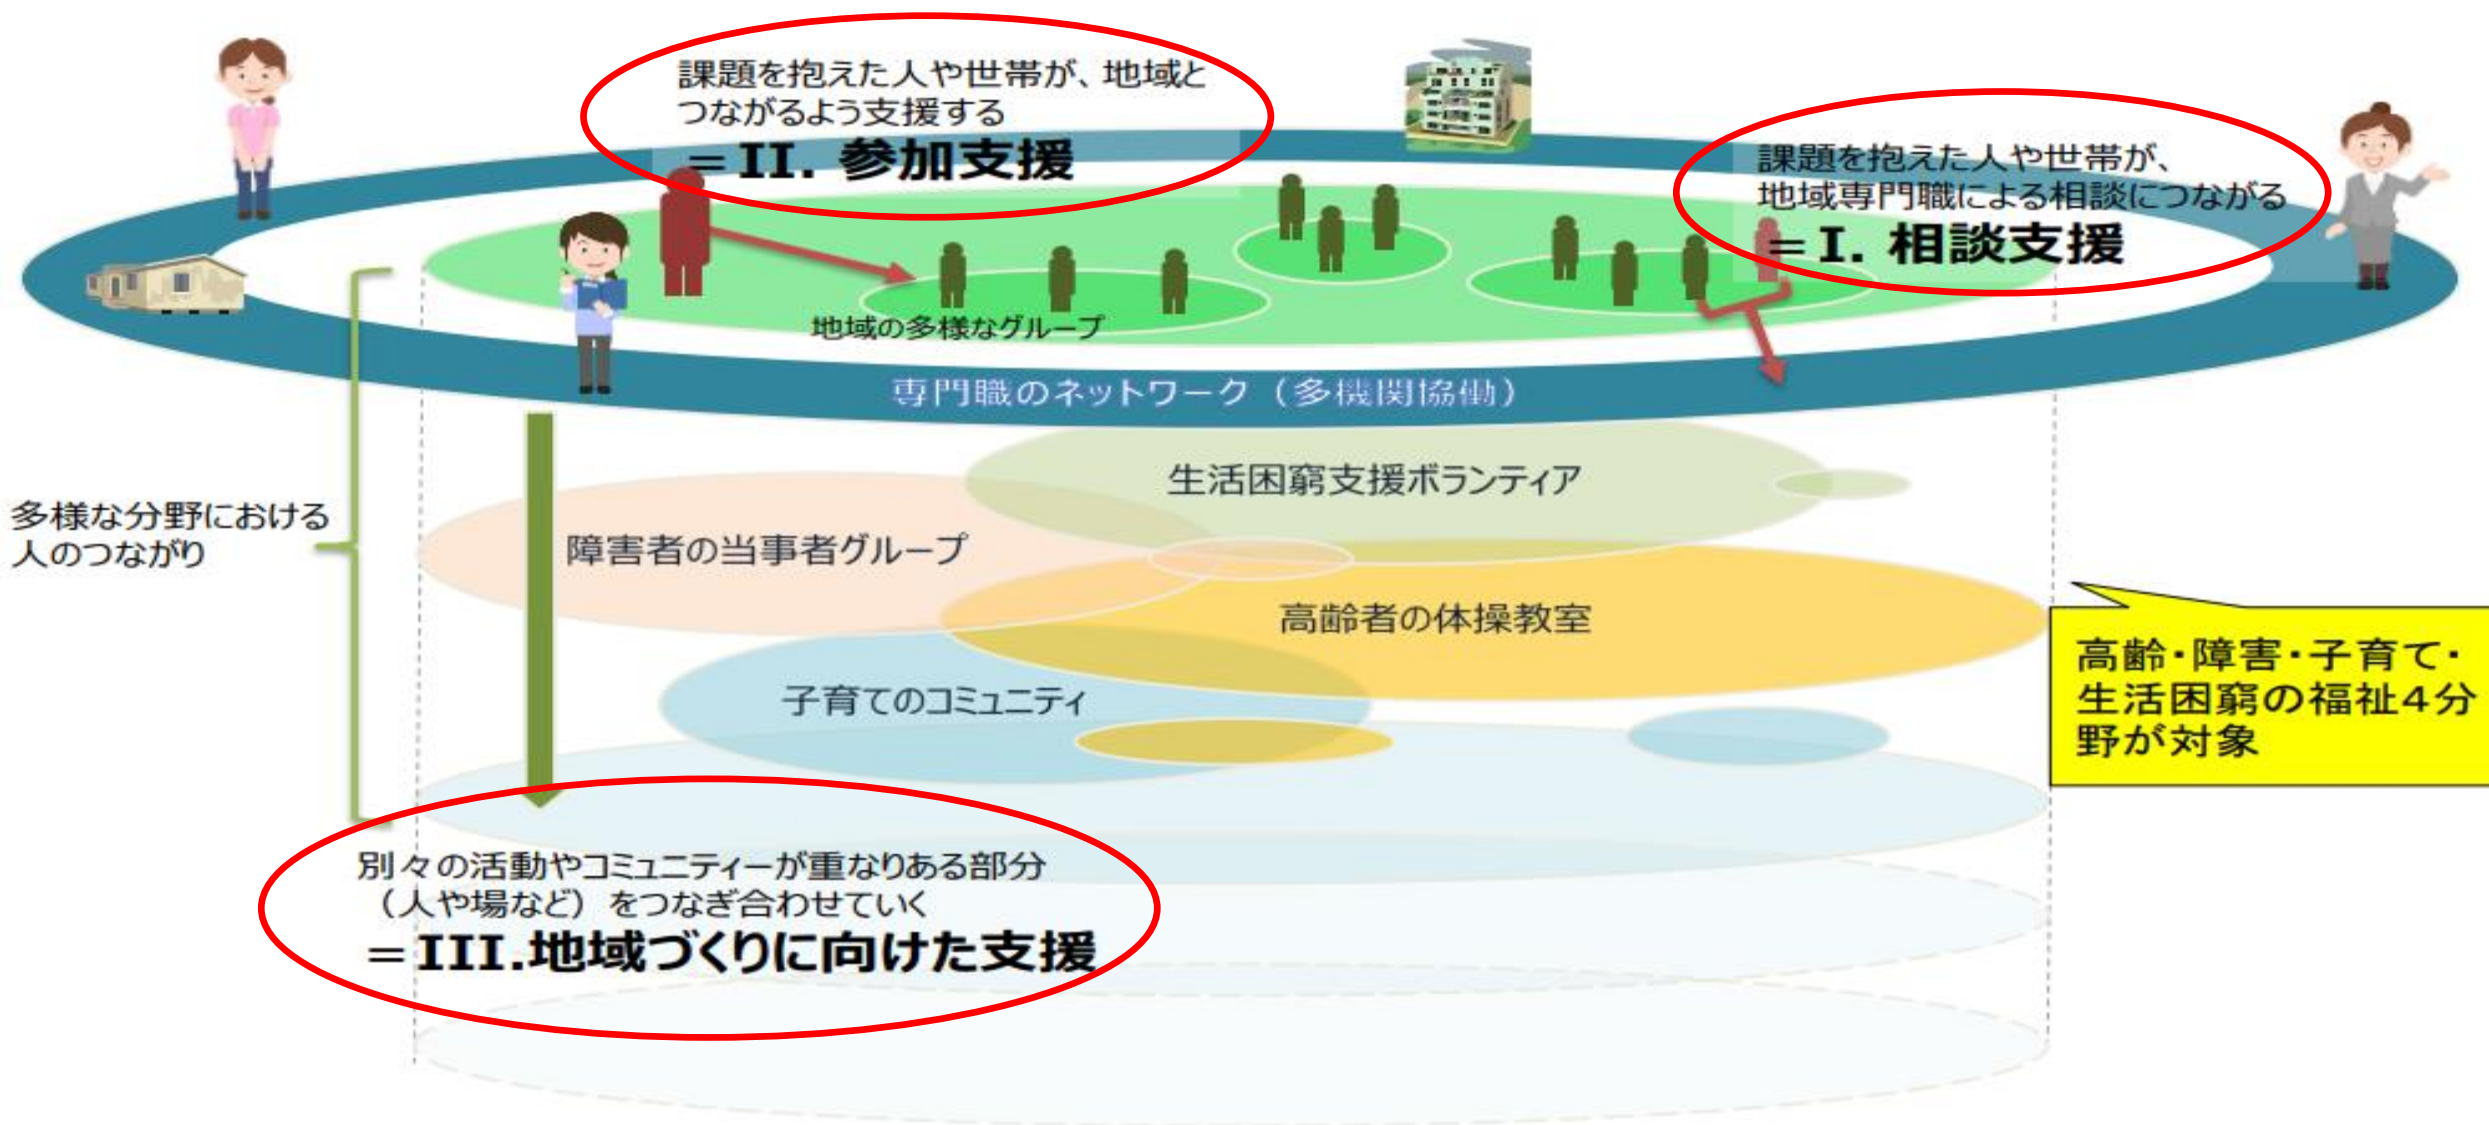 課題を抱えた人や世帯が、地域と
つながるよう支援する
＝II. 参加支援
課題を抱えた人や世帯が、
地域専門職による相談につながる
＝I. 相談支援
地域の多様なグループ
専門職のネットワーク（多機関協働）
多様な分野における
人のつながり
生活困窮支援ボランティア
障害者の当事者グループ
高齢者の体操教室
子育てのコミュニティ
高齢・障害・子育て・
生活困窮の福祉4分
野が対象
別々の活動やコミュニティーが重なりある部分
（人や場など）をつなぎ合わせていく
＝III.地域づくりに向けた支援